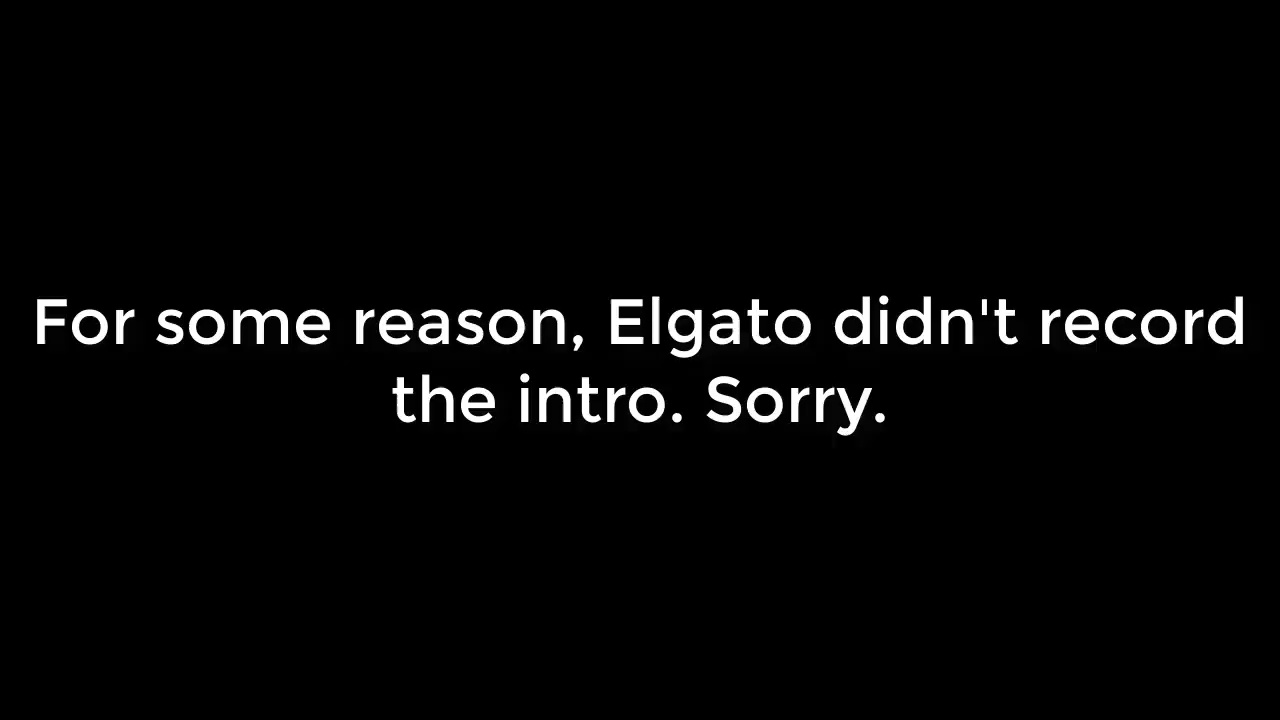 For some reason, Elgato didn't record
the intro. Sorry.